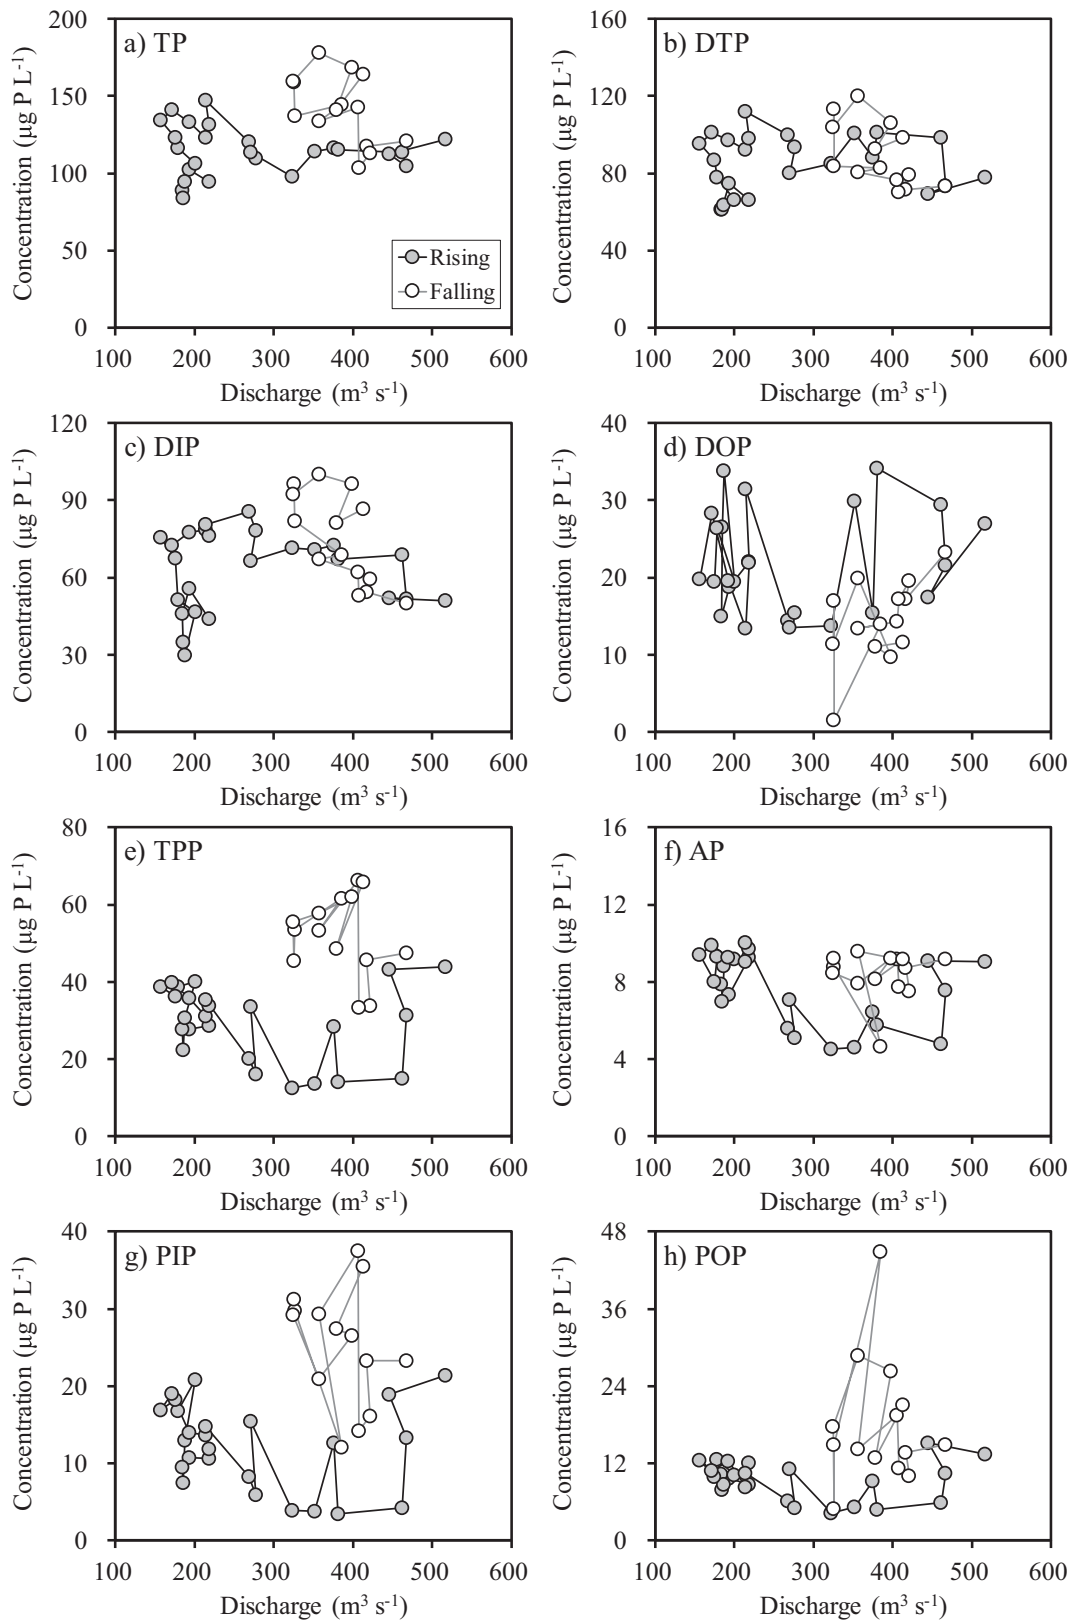 a) TP
Concentration (µg P L⁻¹)
200
150
100
50
0
Rising
Falling
100 200 300 400 500 600
Discharge (m³ s⁻¹)
b) DTP
Concentration (µg P L⁻¹)
160
120
80
40
0
100 200 300 400 500 600
Discharge (m³ s⁻¹)
c) DIP
Concentration (µg P L⁻¹)
120
90
60
30
0
100 200 300 400 500 600
Discharge (m³ s⁻¹)
d) DOP
Concentration (µg P L⁻¹)
40
30
20
10
0
100 200 300 400 500 600
Discharge (m³ s⁻¹)
e) TPP
Concentration (µg P L⁻¹)
80
60
40
20
0
100 200 300 400 500 600
Discharge (m³ s⁻¹)
f) AP
Concentration (µg P L⁻¹)
16
12
8
4
0
100 200 300 400 500 600
Discharge (m³ s⁻¹)
g) PIP
Concentration (µg P L⁻¹)
40
30
20
10
0
100 200 300 400 500 600
Discharge (m³ s⁻¹)
h) POP
Concentration (µg P L⁻¹)
48
36
24
12
0
100 200 300 400 500 600
Discharge (m³ s⁻¹)